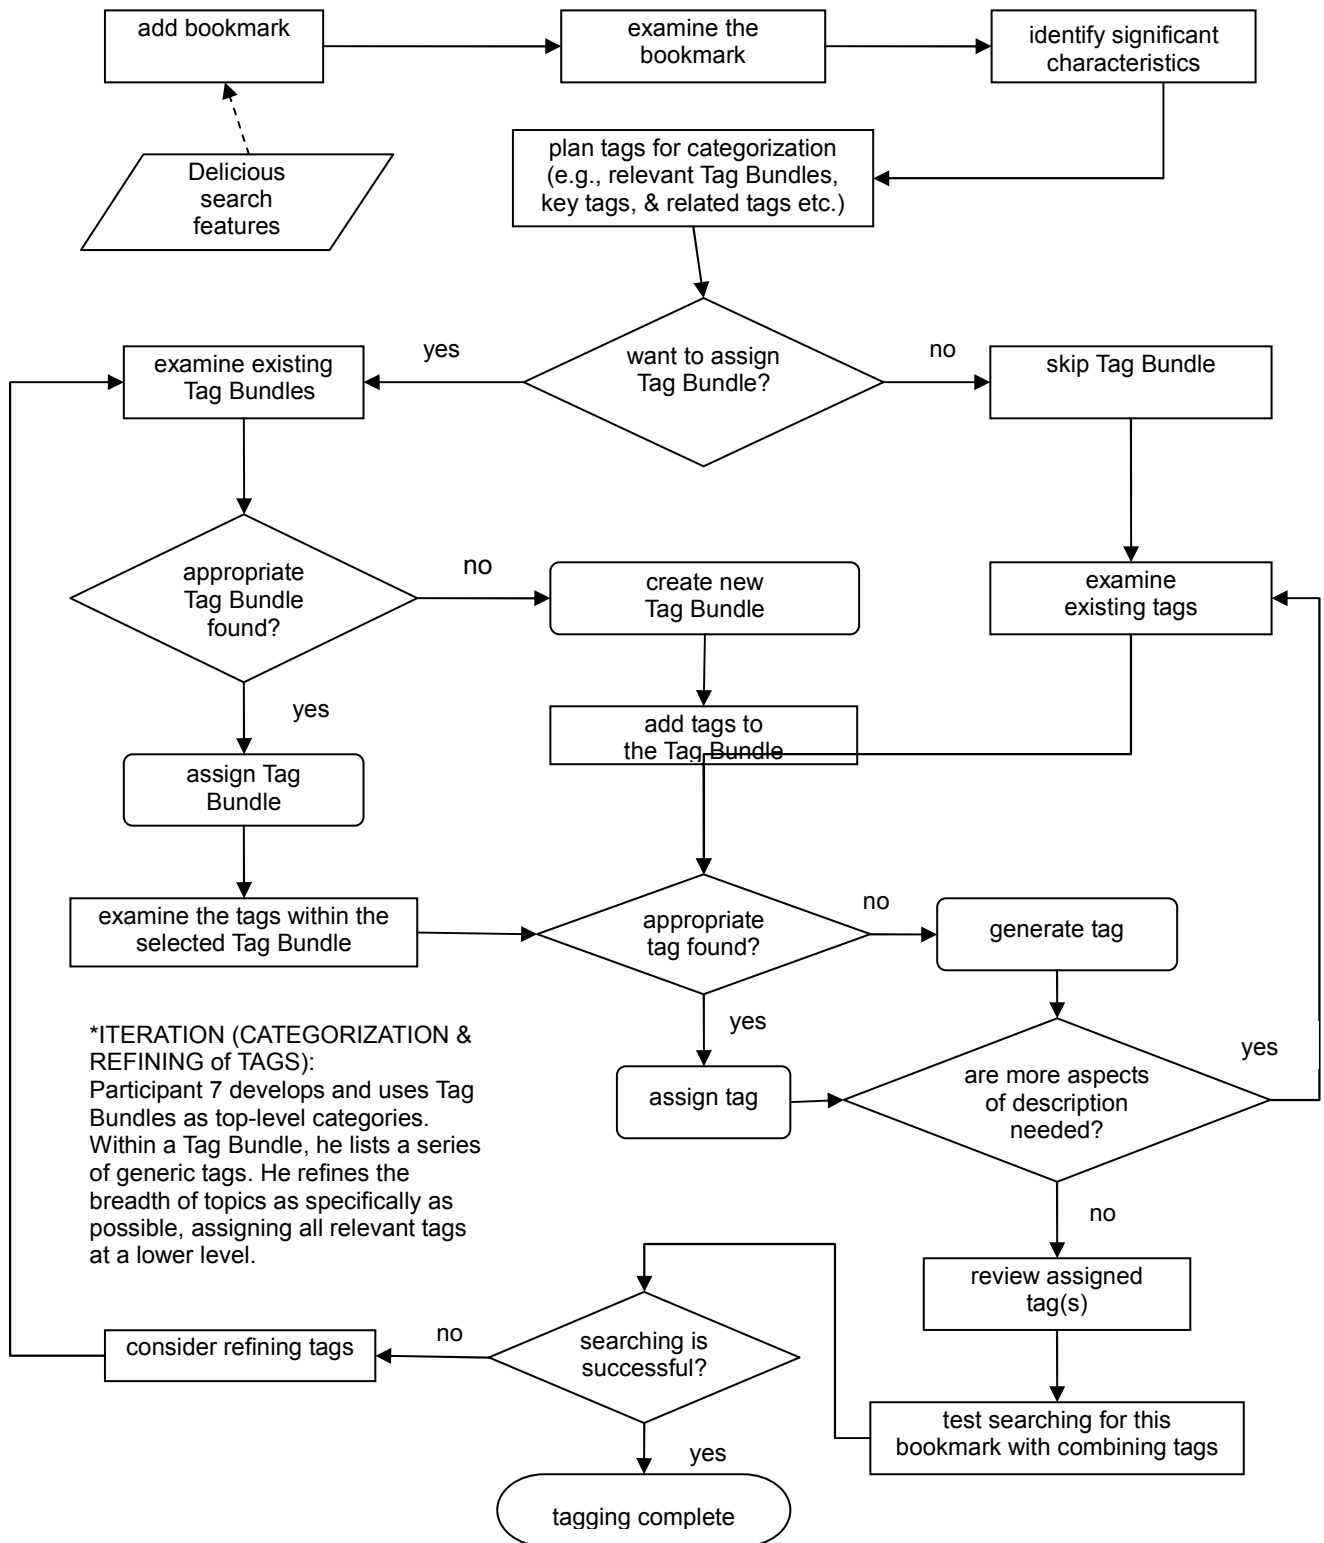 add bookmark
examine the
bookmark
identify significant
characteristics
Delicious
search
features
plan tags for categorization
(e.g., relevant Tag Bundles,
key tags, & related tags etc.)
want to assign
Tag Bundle?
yes
no
examine existing
Tag Bundles
skip Tag Bundle
appropriate
Tag Bundle
found?
no
yes
create new
Tag Bundle
examine
existing tags
add tags to
the Tag Bundle
assign Tag
Bundle
examine the tags within the
selected Tag Bundle
appropriate
tag found?
no
yes
generate tag
assign tag
are more aspects
of description
needed?
yes
no
*ITERATION (CATEGORIZATION &
REFINING of TAGS):
Participant 7 develops and uses Tag
Bundles as top-level categories.
Within a Tag Bundle, he lists a series
of generic tags. He refines the
breadth of topics as specifically as
possible, assigning all relevant tags
at a lower level.
review assigned
tag(s)
test searching for this
bookmark with combining tags
searching is
successful?
no
yes
consider refining tags
tagging complete